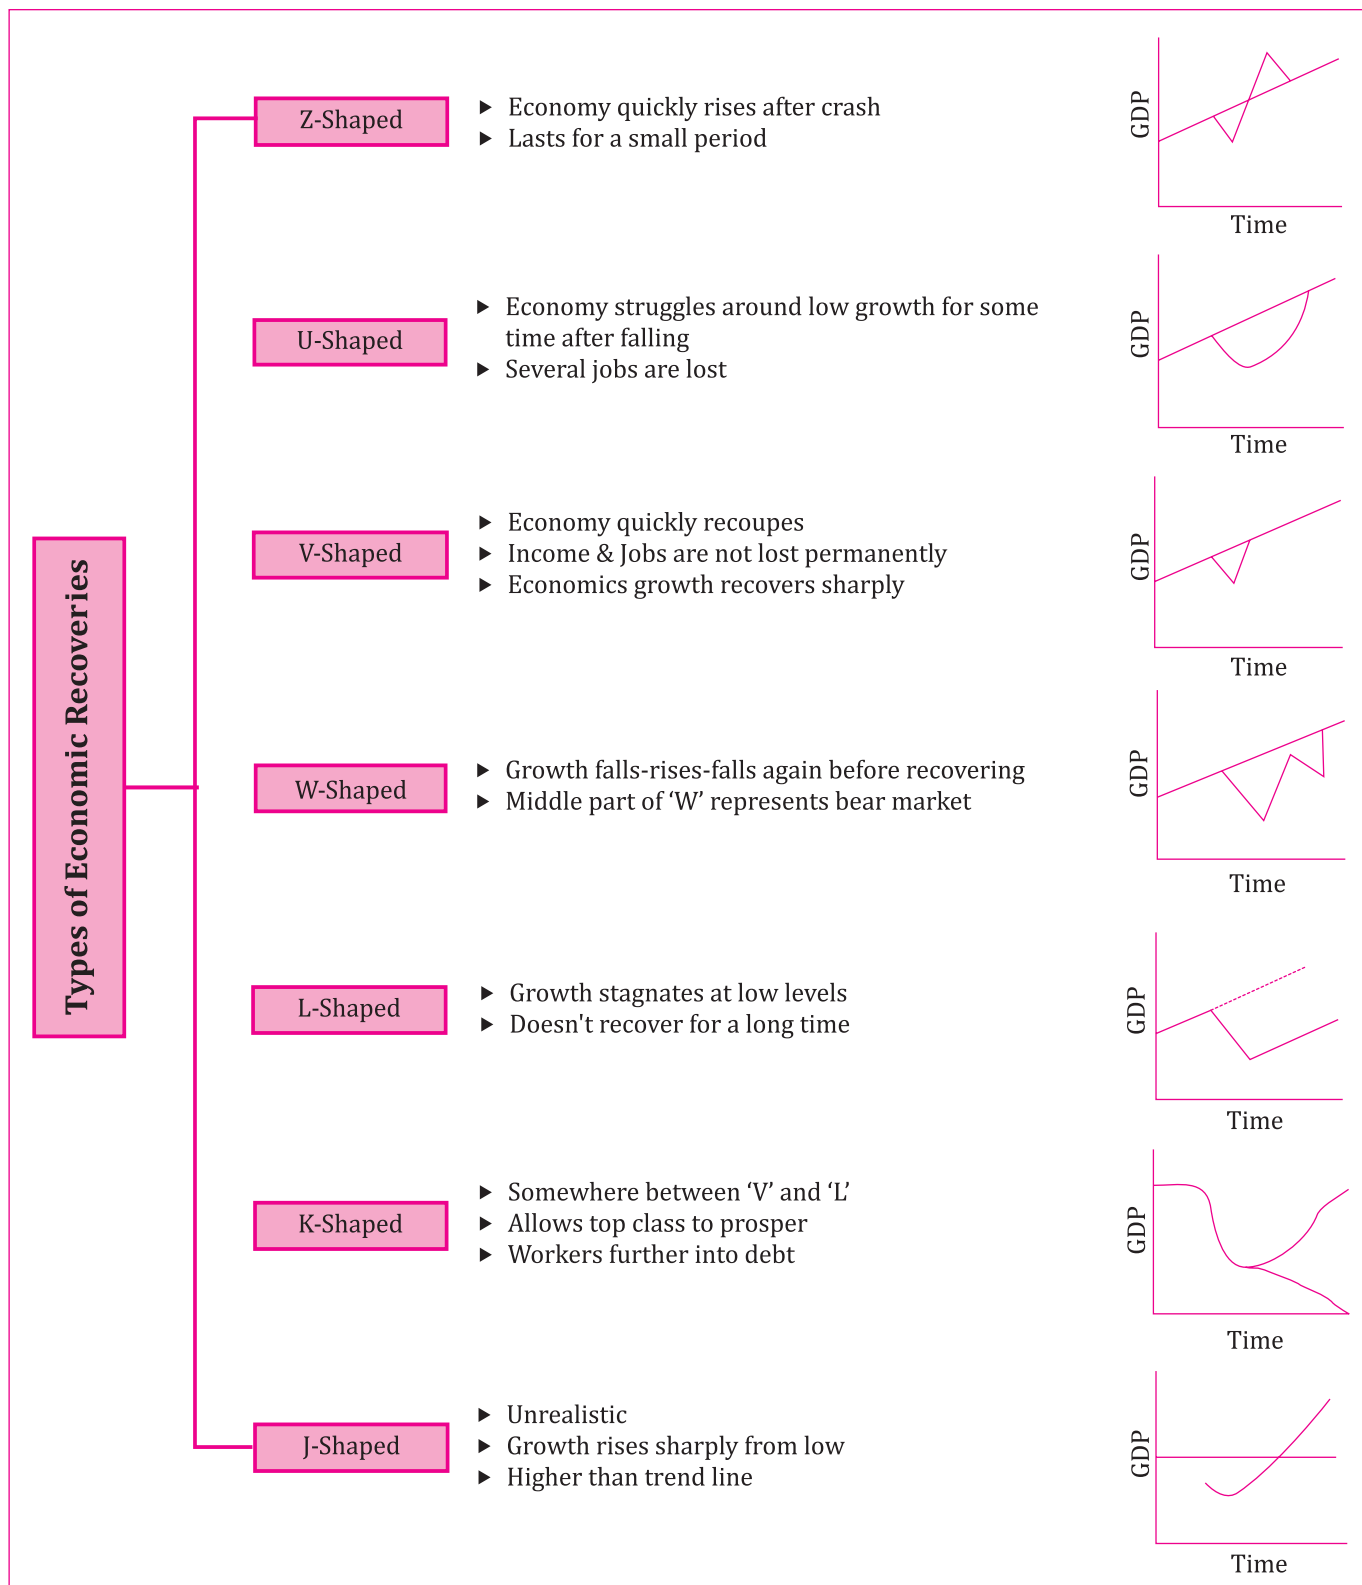 Types of Economic Recoveries
Z-Shaped
▶ Economy quickly rises after crash
▶ Lasts for a small period
GDP
Time
U-Shaped
▶ Economy struggles around low growth for some
time after falling
▶ Several jobs are lost
GDP
Time
V-Shaped
▶ Economy quickly recoupes
▶ Income & Jobs are not lost permanently
▶ Economics growth recovers sharply
GDP
Time
W-Shaped
▶ Growth falls-rises-falls again before recovering
▶ Middle part of ‘W’ represents bear market
GDP
Time
L-Shaped
▶ Growth stagnates at low levels
▶ Doesn't recover for a long time
GDP
Time
K-Shaped
▶ Somewhere between ‘V’ and ‘L’
▶ Allows top class to prosper
▶ Workers further into debt
GDP
Time
J-Shaped
▶ Unrealistic
▶ Growth rises sharply from low
▶ Higher than trend line
GDP
Time